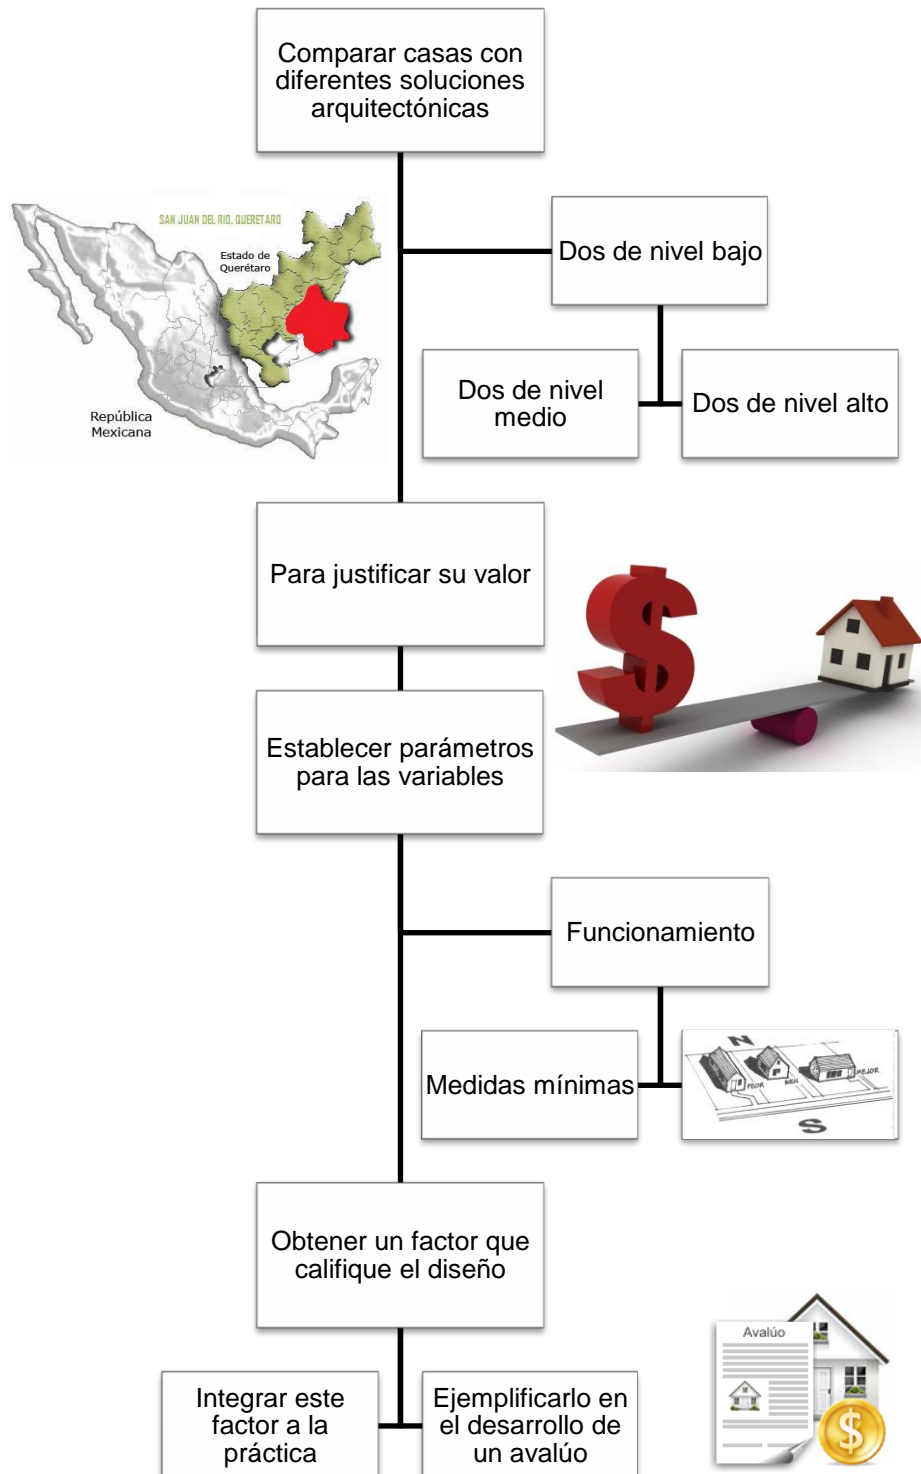 Comparar casas con
diferentes soluciones
arquitectónicas
SAN JUAN DEL RIO, QUERETARO
Estado de
Querétaro
República
Mexicana
Dos de nivel bajo
Dos de nivel
medio
Dos de nivel alto
Para justificar su valor
$
Establecer parámetros
para las variables
Funcionamiento
Medidas mínimas
N
PEOR
BIEN
MEJOR
S
Obtener un factor que
califique el diseño
Integrar este
factor a la
práctica
Ejemplificarlo en
el desarrollo de
un avalúo
Avalúo
$